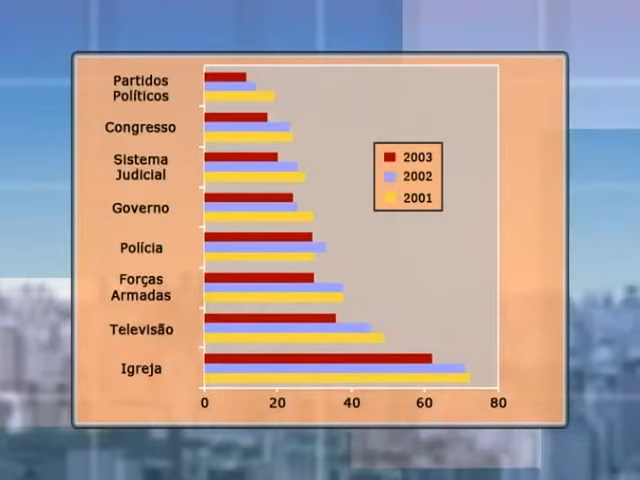 Partidos
Políticos
Congresso
Sistema
Judicial
Governo
Polícia
Forças
Armadas
Televisão
Igreja
2003
2002
2001
0 20 40 60 80